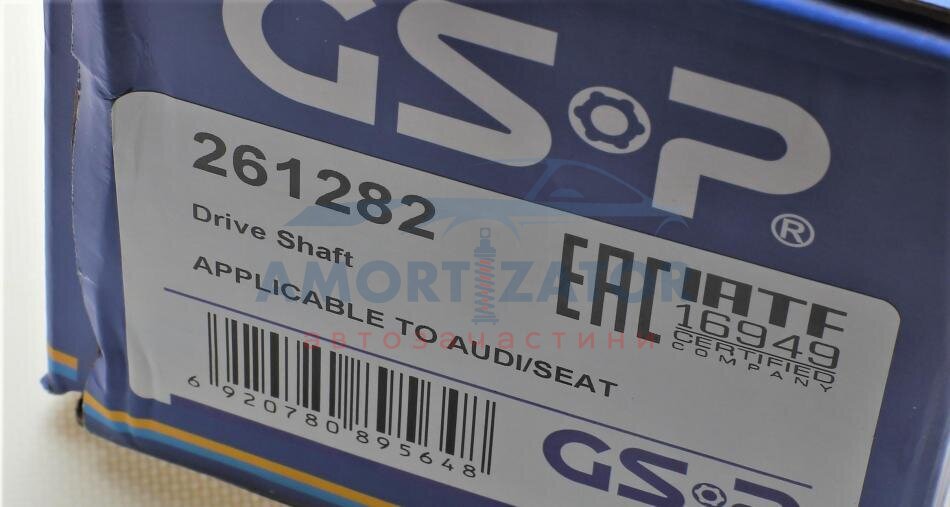 GSP
®
261282
Drive Shaft
APPLICABLE TO AUDI/SEAT
EAC
IATF
16949
CERTIFIED
COMPANY
AMORTIZATOR
автозапчастини
6 920780 895648
GSP